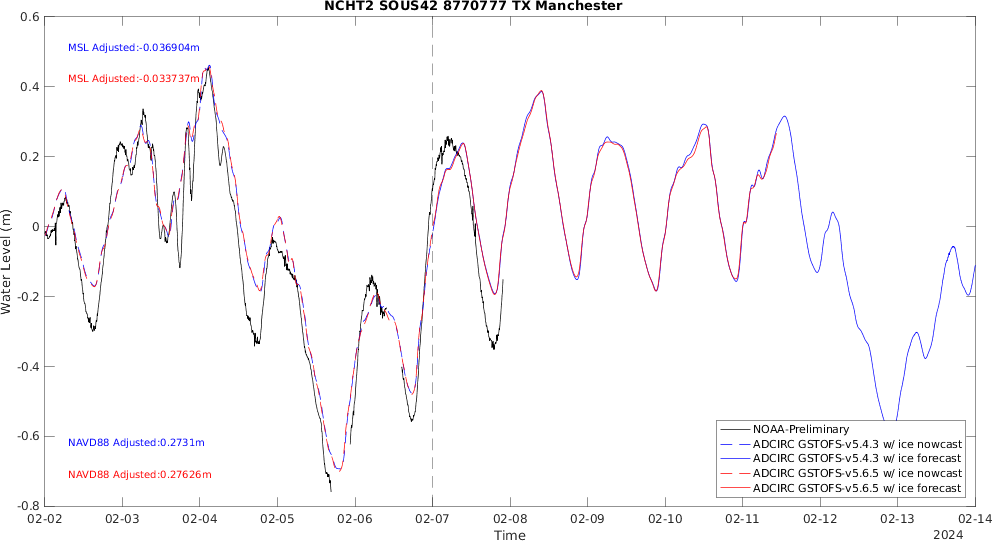 NCHT2 SOUS42 8770777 TX Manchester
0.6
MSL Adjusted:-0.036904m
MSL Adjusted:-0.033737m
0.4
0.2
0
-0.2
-0.4
-0.6
-0.8
Water Level (m)
NAVD88 Adjusted:0.2731m
NAVD88 Adjusted:0.27626m
NOAA-Preliminary
ADCIRC GSTOFS-v5.4.3 w/ ice nowcast
ADCIRC GSTOFS-v5.4.3 w/ ice forecast
ADCIRC GSTOFS-v5.6.5 w/ ice nowcast
ADCIRC GSTOFS-v5.6.5 w/ ice forecast
02-02 02-03 02-04 02-05 02-06 02-07 02-08 02-09 02-10 02-11 02-12 02-13 02-14
Time
2024